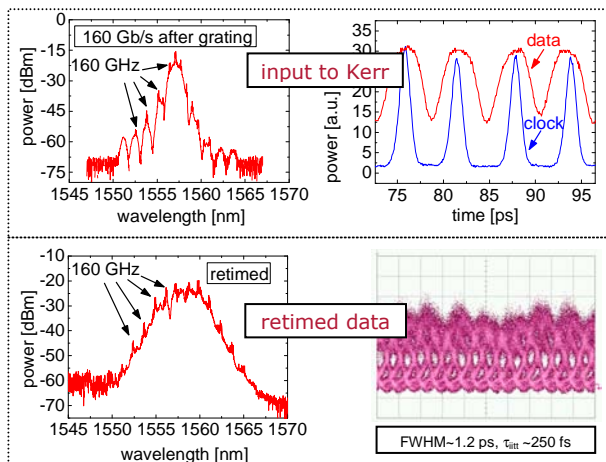 160 Gb/s after grating
160 GHz
power [dBm]
0
-15
-30
-45
-60
-75
1545 1550 1555 1560 1565 1570
wavelength [nm]
input to Kerr
data
clock
power [a.u.]
35
30
25
20
15
10
5
0
75 80 85 90 95
time [ps]
retimed
160 GHz
power [dBm]
-10
-20
-30
-40
-50
-60
-70
1545 1550 1555 1560 1565 1570
wavelength [nm]
retimed data
FWHM~1.2 ps, τjitt ~250 fs